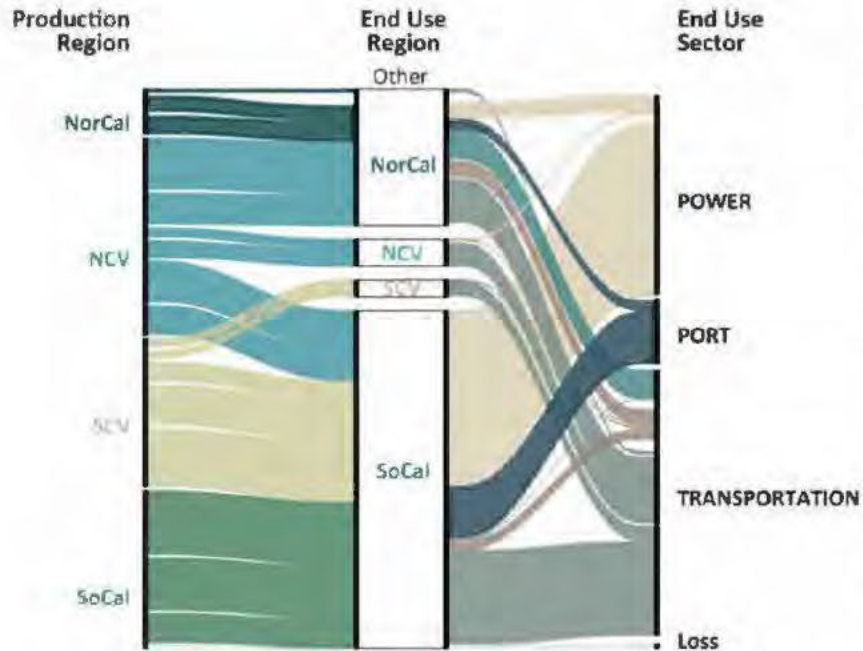 Production
Region
End Use
Region
End Use
Sector
Other
NorCal
NorCal
POWER
NCV
NCV
SCV
PORT
SCV
SoCal
TRANSPORTATION
SoCal
Loss